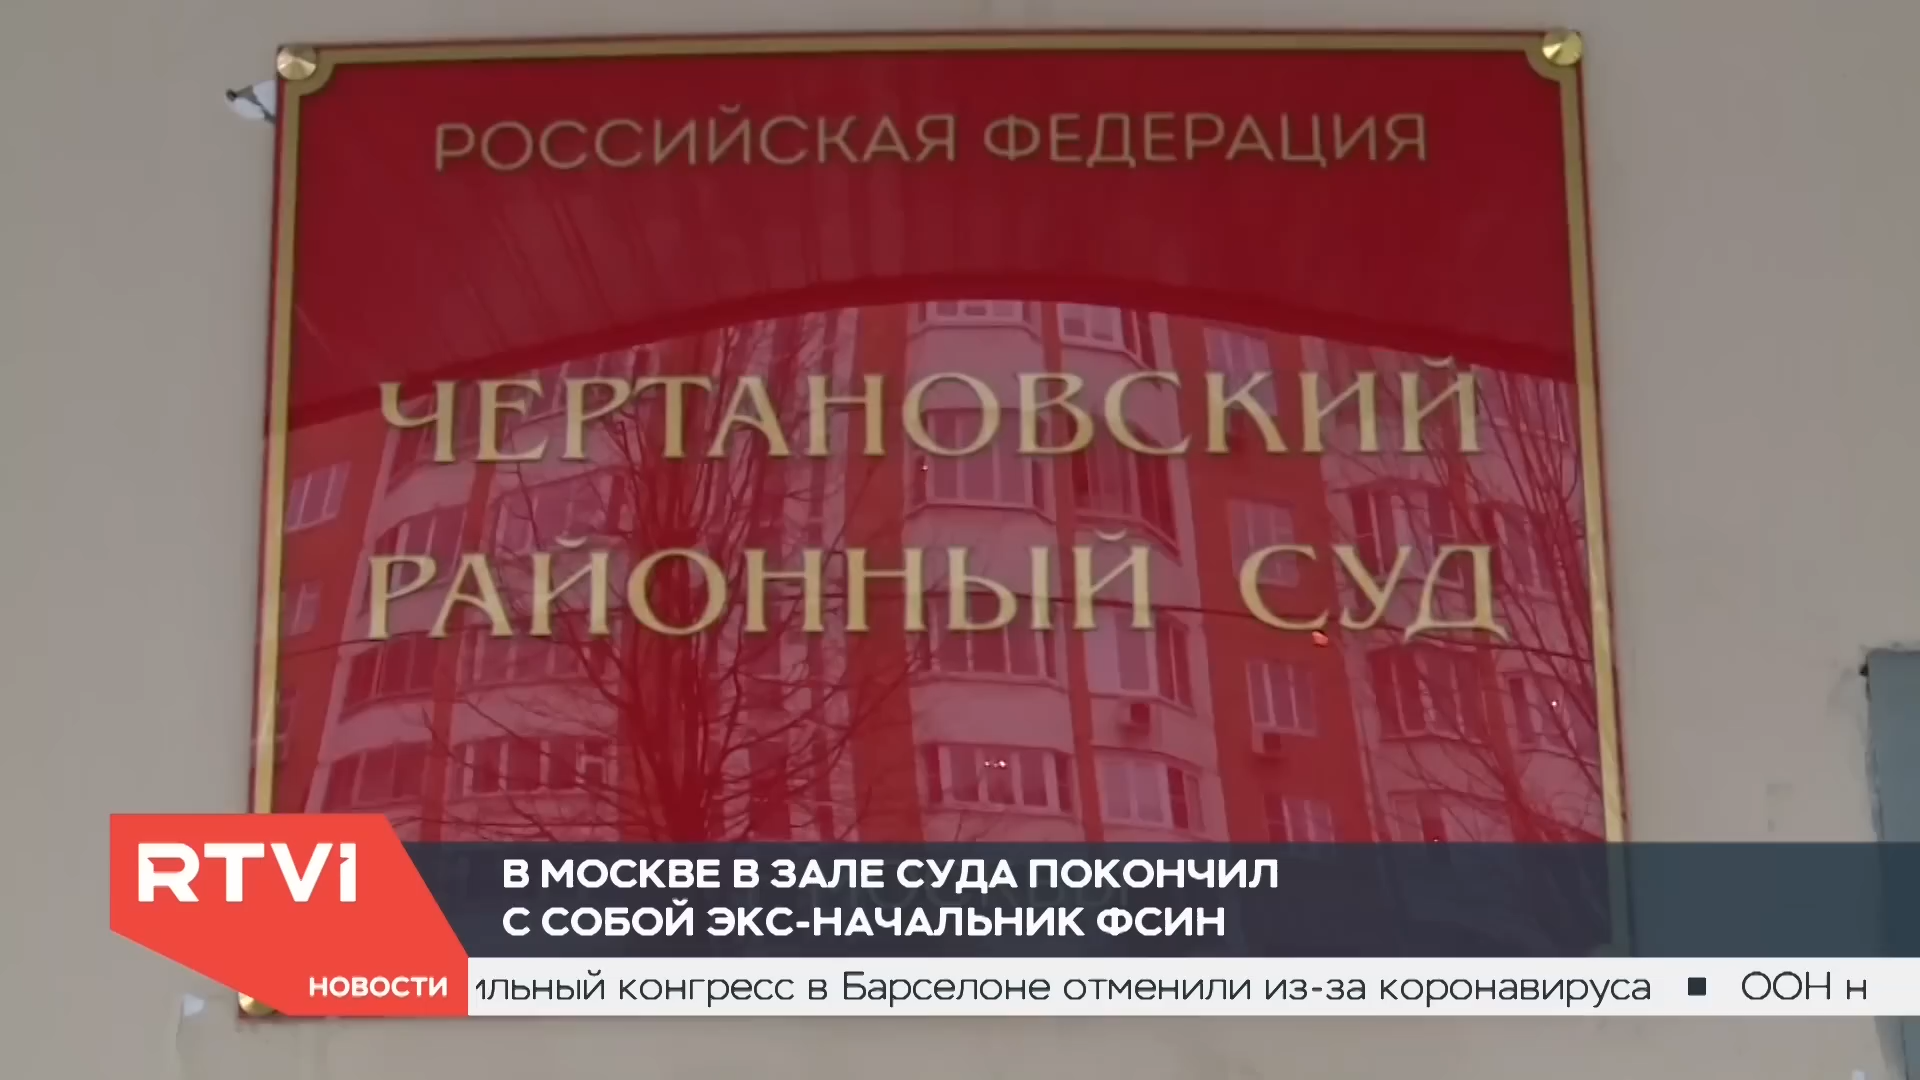 РОССИЙСКАЯ ФЕДЕРАЦИЯ
ЧЕРТАНОВСКИЙ
РАЙОННЫЙ СУД
RTVI
НОВОСТИ
В МОСКВЕ В ЗАЛЕ СУДА ПОКОНЧИЛ
С СОБОЙ ЭКС-НАЧАЛЬНИК ФСИН
ильный конгресс в Барселоне отменили из-за коронавируса ■ ООН н